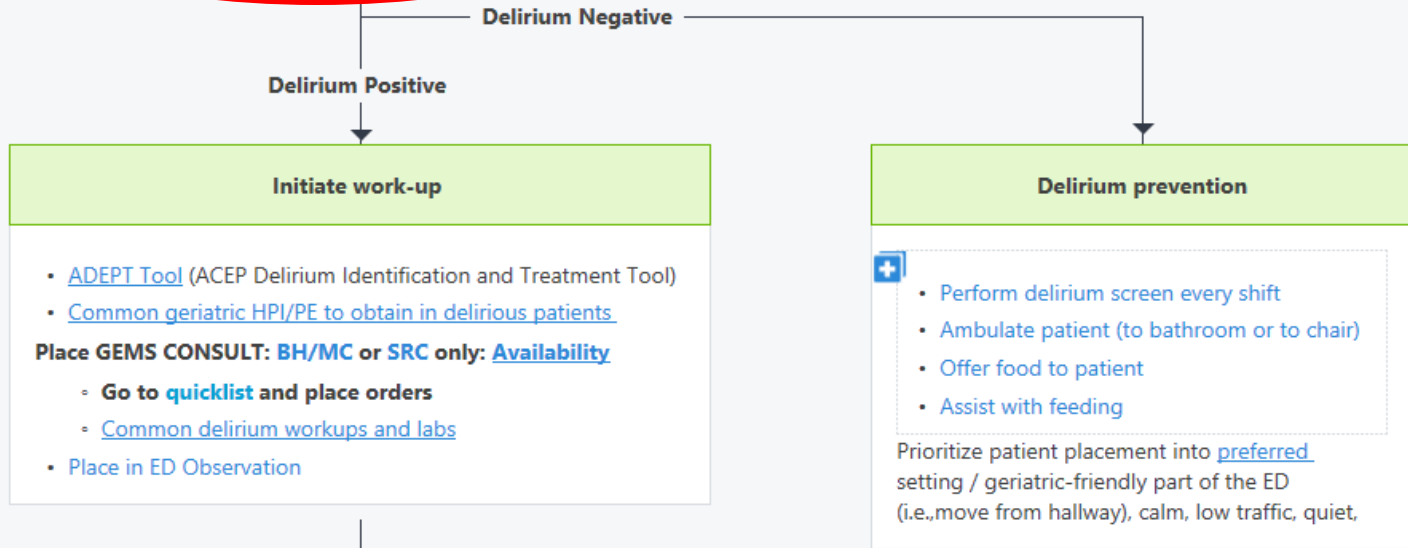 Delirium Negative
Delirium Positive
Initiate work-up
• ADEPT Tool (ACEP Delirium Identification and Treatment Tool)
• Common geriatric HPI/PE to obtain in delirious patients
Place GEMS CONSULT: BH/MC or SRC only: Availability
◦ Go to quicklist and place orders
◦ Common delirium workups and labs
• Place in ED Observation
Delirium prevention
• Perform delirium screen every shift
• Ambulate patient (to bathroom or to chair)
• Offer food to patient
• Assist with feeding
Prioritize patient placement into preferred
setting / geriatric-friendly part of the ED
(i.e.,move from hallway), calm, low traffic, quiet,